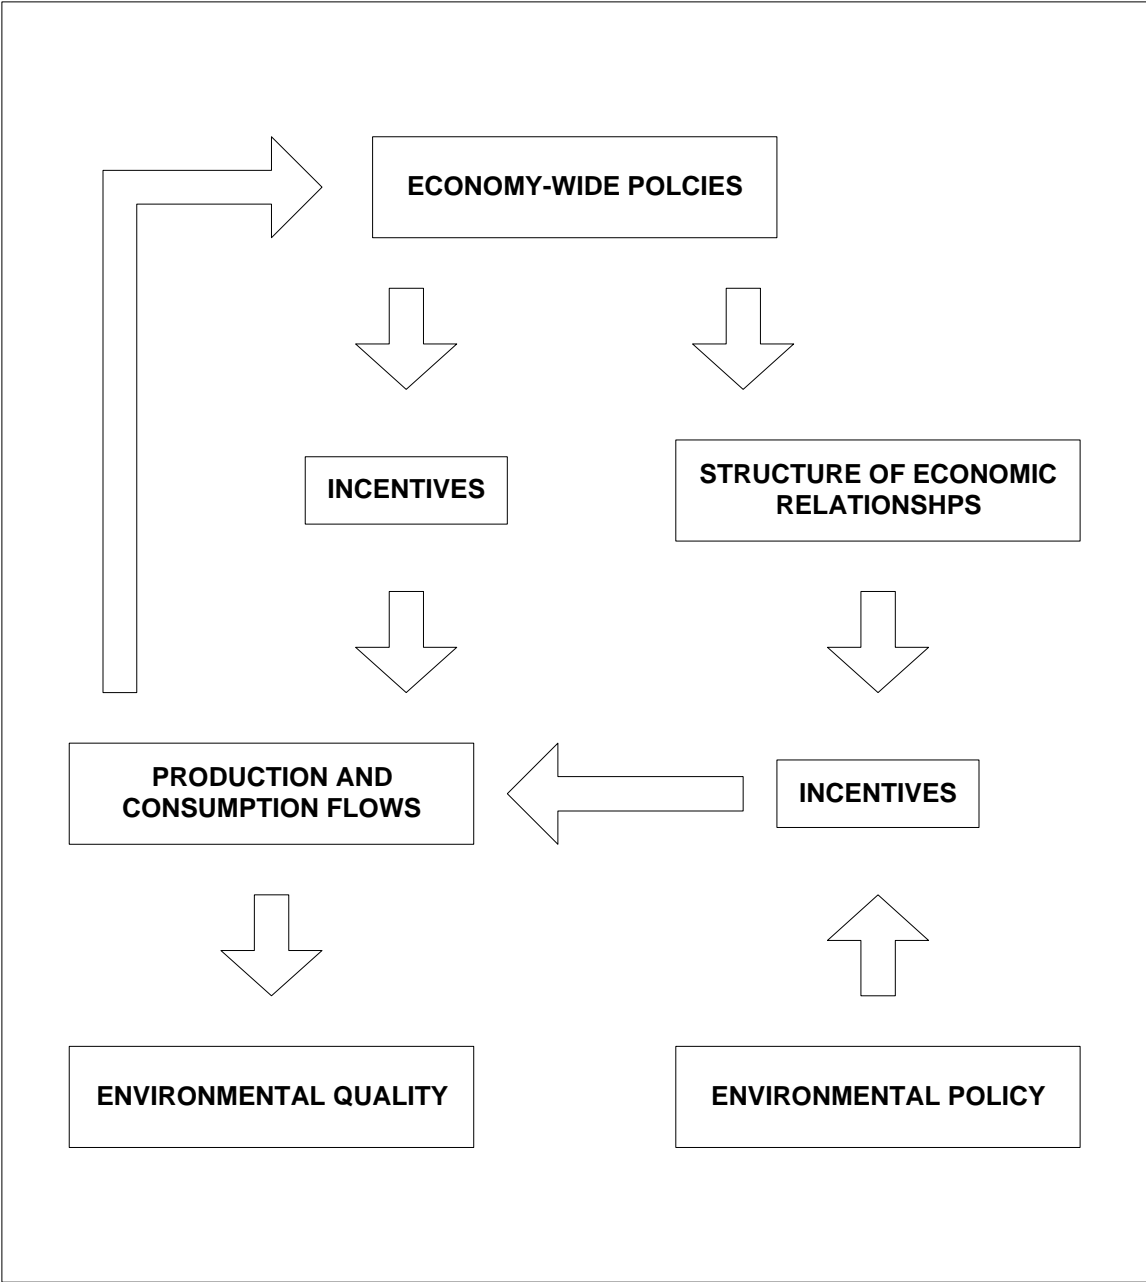 ECONOMY-WIDE POLCIES
INCENTIVES
STRUCTURE OF ECONOMIC
RELATIONSHPS
PRODUCTION AND
CONSUMPTION FLOWS
INCENTIVES
ENVIRONMENTAL QUALITY
ENVIRONMENTAL POLICY